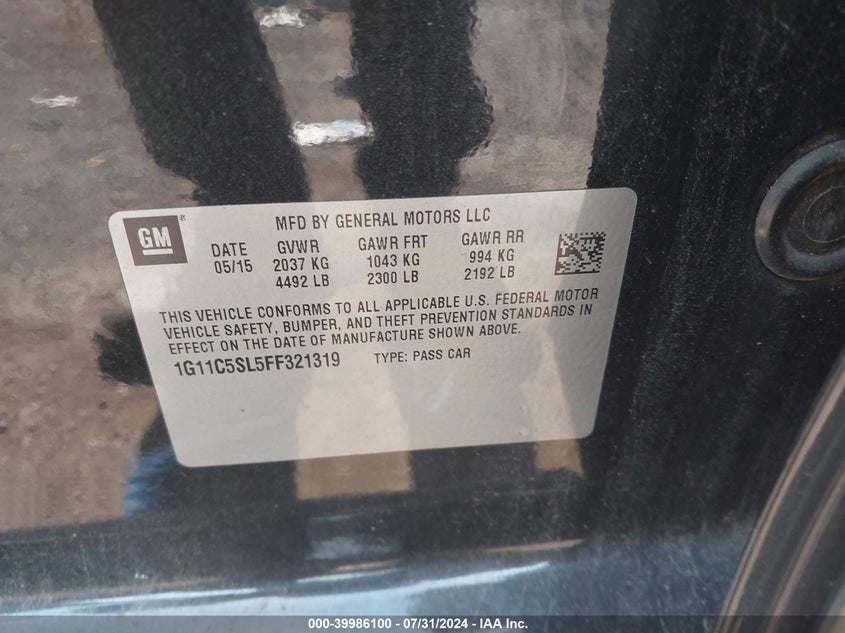 GM®
MFD BY GENERAL MOTORS LLC
DATE GVWR GAWR FRT GAWR RR
05/15 2037 KG 1043 KG 994 KG
4492 LB 2300 LB 2192 LB
THIS VEHICLE CONFORMS TO ALL APPLICABLE U.S. FEDERAL MOTOR
VEHICLE SAFETY, BUMPER, AND THEFT PREVENTION STANDARDS IN
EFFECT ON THE DATE OF MANUFACTURE SHOWN ABOVE.
1G11C5SL5FF321319 TYPE: PASS CAR
000-39986100 - 07/31/2024 - IAA Inc.